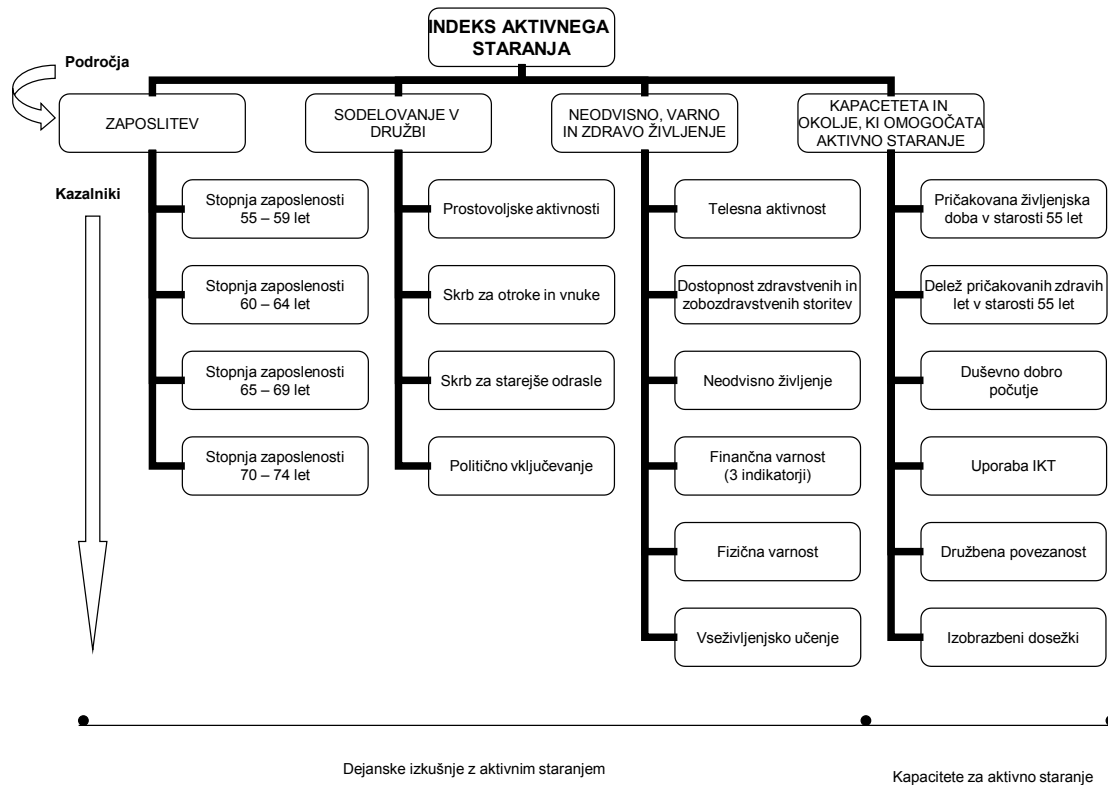 INDEKS AKTIVNEGA
STARANJA
Področja
ZAPOSLITEV
SODELOVANJE V
DRUŽBI
NEODVISNO, VARNO
IN ZDRAVO ŽIVLJENJE
KAPACETETA IN
OKOLJE, KI OMOGOČATA
AKTIVNO STARANJE
Kazalniki
Stopnja zaposlenosti
55 – 59 let
Stopnja zaposlenosti
60 – 64 let
Stopnja zaposlenosti
65 – 69 let
Stopnja zaposlenosti
70 – 74 let
Prostovoljske aktivnosti
Skrb za otroke in vnuke
Skrb za starejše odrasle
Politično vključevanje
Telesna aktivnost
Dostopnost zdravstvenih in
zobozdravstvenih storitev
Neodvisno življenje
Finančna varnost
(3 indikatorji)
Fizična varnost
Vseživljenjsko učenje
Pričakovana življenjska
doba v starosti 55 let
Delež pričakovanih zdravih
let v starosti 55 let
Duševno dobro
počutje
Uporaba IKT
Družbena povezanost
Izobrazbeni dosežki
Dejanske izkušnje z aktivnim staranjem
Kapacitete za aktivno staranje